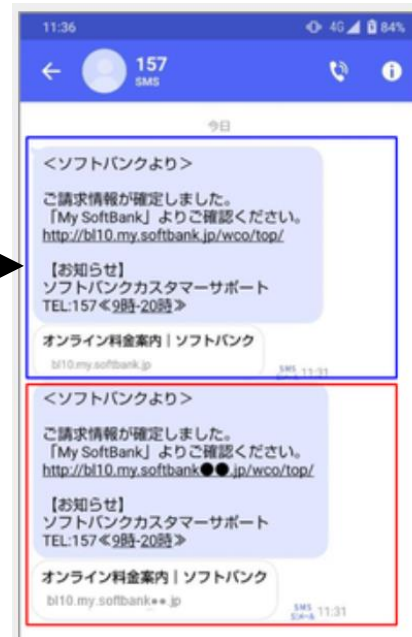 11:36
4G 84%
157
SMS
今日
<ソフトバンクより>
ご請求情報が確定しました。
「My SoftBank」よりご確認ください。
http://bl10.my.softbank.jp/wco/top/
【お知らせ】
ソフトバンクカスタマーサポート
TEL:157≪9時-20時≫
オンライン料金案内｜ソフトバンク
bl10.my.softbank.jp
SMS
11:31
<ソフトバンクより>
ご請求情報が確定しました。
「My SoftBank」よりご確認ください。
http://bl10.my.softbank●●.jp/wco/top/
【お知らせ】
ソフトバンクカスタマーサポート
TEL:157≪9時-20時≫
オンライン料金案内｜ソフトバンク
bl10.my.softbank●●.jp
SMS
Sメール 11:31